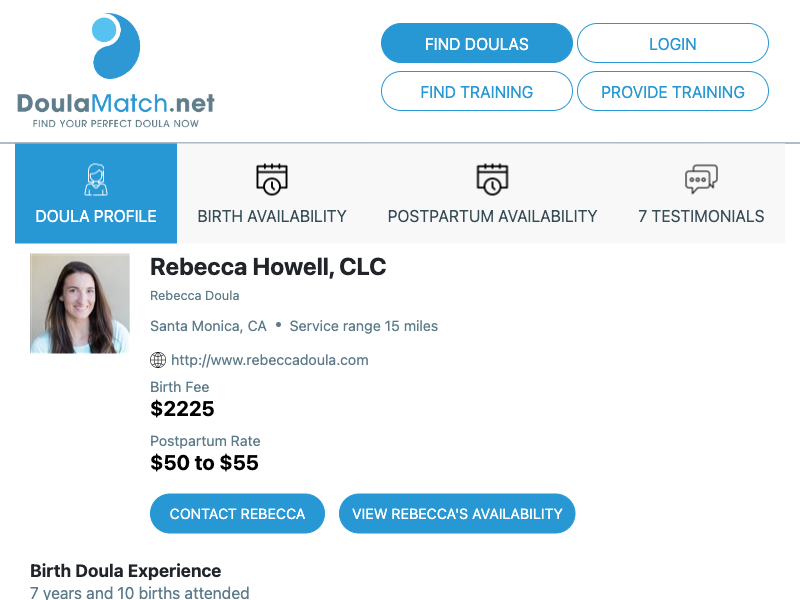 DoulaMatch.net
FIND YOUR PERFECT DOULA NOW
FIND DOULAS
LOGIN
FIND TRAINING
PROVIDE TRAINING
DOULA PROFILE
BIRTH AVAILABILITY
POSTPARTUM AVAILABILITY
7 TESTIMONIALS
Rebecca Howell, CLC
Rebecca Doula
Santa Monica, CA • Service range 15 miles
http://www.rebeccadoula.com
Birth Fee
$2225
Postpartum Rate
$50 to $55
CONTACT REBECCA
VIEW REBECCA'S AVAILABILITY
Birth Doula Experience
7 years and 10 births attended